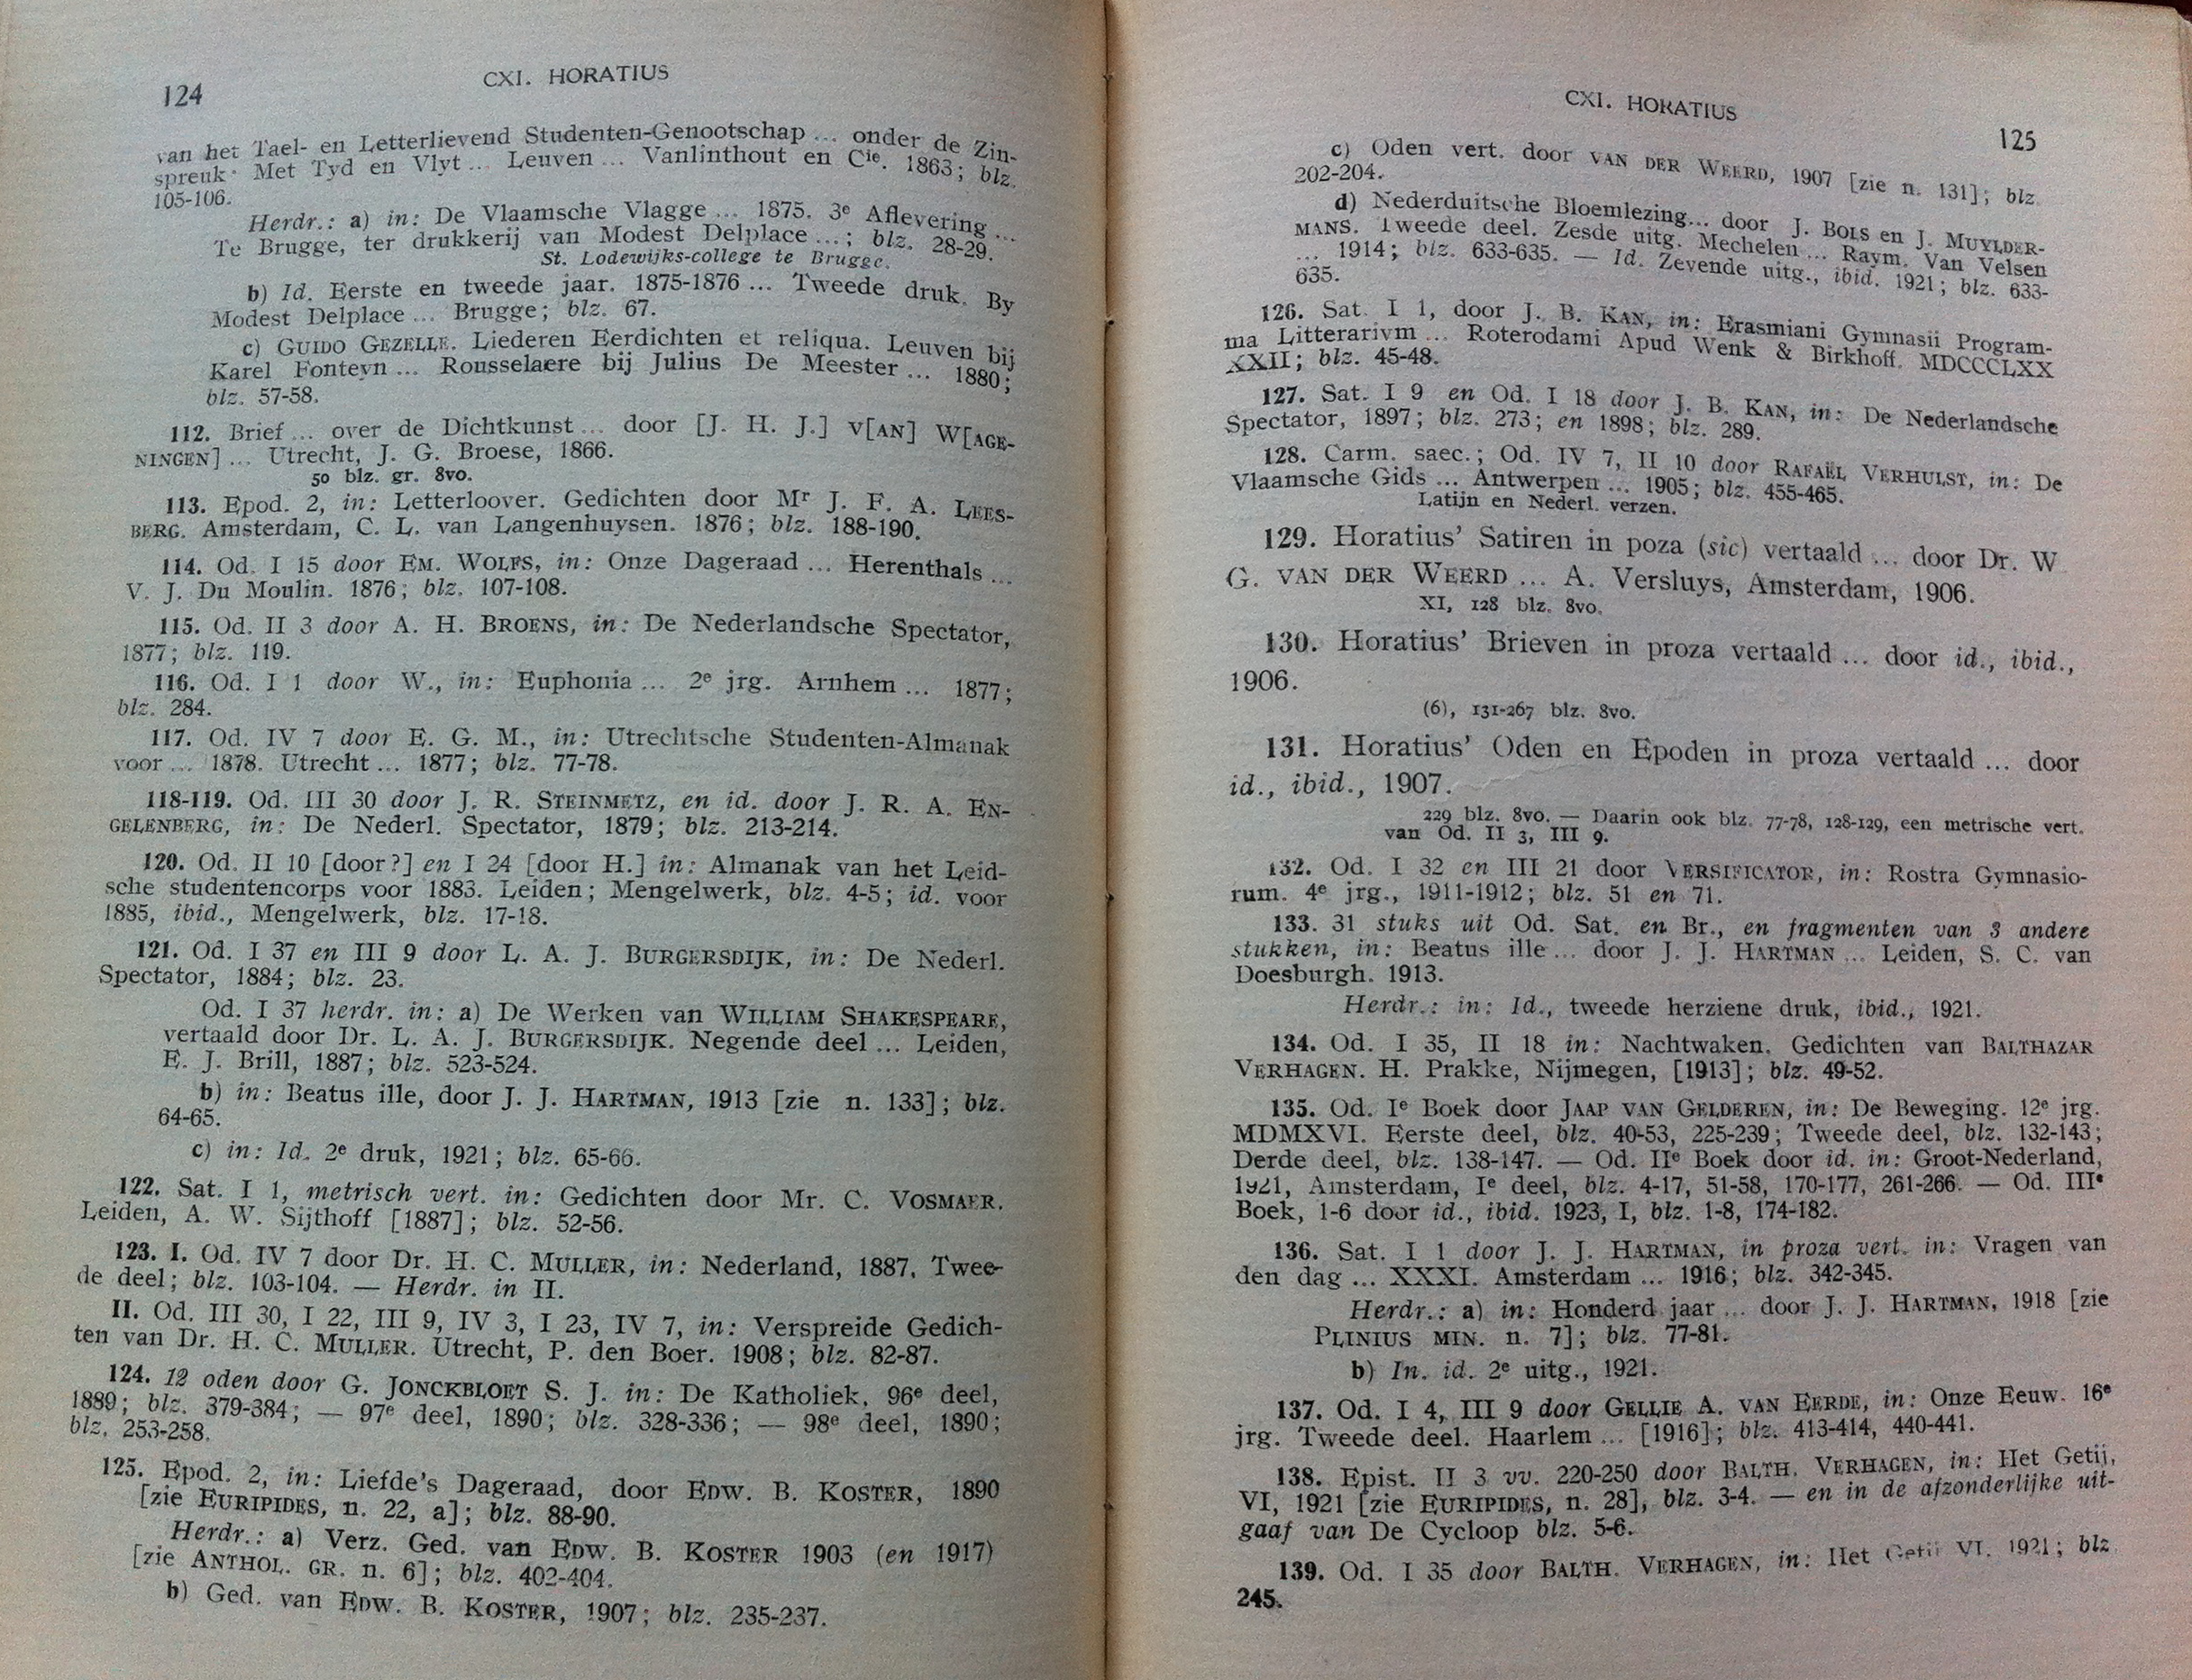 124
CXI. HORATIUS
van het Tael- en Letterlievend Studenten-Genootschap ... onder de Zin-
spreuk Met Tyd en Vlyt ... Leuven ... Vanlinthout en Cie. 1863; blz.
105-106.
Herdr.: a) in: De Vlaamsche Vlagge ... 1875. 3e Aflevering ...
Te Brugge, ter drukkerij van Modest Delplace ...; blz. 28-29.
St. Lodewijks-college te Brugge.
b) Id. Eerste en tweede jaar. 1875-1876 ... Tweede druk. By
Modest Delplace ... Brugge; blz. 67.
c) GUIDO GEZELLE. Liederen Eerdichten et reliqua. Leuven bij
Karel Fonteyn ... Rousselaere bij Julius De Meester ... 1880;
blz. 57-58.
112. Brief ... over de Dichtkunst ... door [J. H. J.] V[AN] W[AGE-
NINGEN] ... Utrecht, J. G. Broese, 1866.
50 blz. gr. 8vo.
113. Epod. 2, in: Letterloover. Gedichten door Mr J. F. A. LEES-
BERG. Amsterdam, C. L. van Langenhuysen. 1876; blz. 188-190.
114. Od. I 15 door EM. WOLFS, in: Onze Dageraad ... Herenthals ...
V. J. Du Moulin. 1876; blz. 107-108.
115. Od. II 3 door A. H. BROENS, in: De Nederlandsche Spectator,
1877; blz. 119.
116. Od. I 1 door W., in: Euphonia ... 2e jrg. Arnhem ... 1877;
blz. 284.
117. Od. IV 7 door E. G. M., in: Utrechtsche Studenten-Almanak
voor ... 1878. Utrecht ... 1877; blz. 77-78.
118-119. Od. III 30 door J. R. STEINMETZ, en id. door J. R. A. EN-
GELENBERG, in: De Nederl. Spectator, 1879; blz. 213-214.
120. Od. II 10 [door?] en I 24 [door H.] in: Almanak van het Leid-
sche studentencorps voor 1883. Leiden; Mengelwerk, blz. 4-5; id. voor
1885, ibid., Mengelwerk, blz. 17-18.
121. Od. I 37 en III 9 door L. A. J. BURGERSDIJK, in: De Nederl.
Spectator, 1884; blz. 23.
Od. I 37 herdr. in: a) De Werken van WILLIAM SHAKESPEARE,
vertaald door Dr. L. A. J. BURGERSDIJK. Negende deel ... Leiden,
E. J. Brill, 1887; blz. 523-524.
b) in: Beatus ille, door J. J. HARTMAN, 1913 [zie n. 133]; blz.
64-65.
c) in: Id. 2e druk, 1921; blz. 65-66.
122. Sat. I 1, metrisch vert. in: Gedichten door Mr. C. VOSMAER.
Leiden, A. W. Sijthoff [1887]; blz. 52-56.
123. I. Od. IV 7 door Dr. H. C. MULLER, in: Nederland, 1887, Twee-
de deel; blz. 103-104. — Herdr. in II.
II. Od. III 30, I 22, III 9, IV 3, I 23, IV 7, in: Verspreide Gedich-
ten van Dr. H. C. MULLER. Utrecht, P. den Boer. 1908; blz. 82-87.
124. 12 oden door G. JONCKBLOET S. J. in: De Katholiek, 96e deel,
1889; blz. 379-384; — 97e deel, 1890; blz. 328-336; — 98e deel, 1890;
blz. 253-258.
125. Epod. 2, in: Liefde's Dageraad, door EDW. B. KOSTER, 1890
[zie EURIPIDES, n. 22, a]; blz. 88-90.
Herdr.: a) Verz. Ged. van EDW. B. KOSTER 1903 (en 1917)
[zie ANTHOL. GR. n. 6]; blz. 402-404.
b) Ged. van EDW. B. KOSTER, 1907; blz. 235-237.
CXI. HORATIUS
125
c) Oden vert. door VAN DER WEERD, 1907 [zie n. 131]; blz
202-204.
d) Nederduitsche Bloemlezing... door J. BOLS en J. MUYLDER-
MANS. Tweede deel. Zesde uitg. Mechelen ... Raym. Van Velsen
... 1914; blz. 633-635. — Id. Zevende uitg., ibid. 1921; blz. 633-
635.
126. Sat. I 1, door J. B. KAN, in: Erasmiani Gymnasii Program-
ma Litterarivm ... Roterodami Apud Wenk & Birkhoff. MDCCCLXX
XXII; blz. 45-48.
127. Sat. I 9 en Od. I 18 door J. B. KAN, in: De Nederlandsche
Spectator, 1897; blz. 273; en 1898; blz. 289.
128. Carm. saec.; Od. IV 7, II 10 door RAFAËL VERHULST, in: De
Vlaamsche Gids ... Antwerpen ... 1905; blz. 455-465.
Latijn en Nederl. verzen.
129. Horatius' Satiren in poza (sic) vertaald ... door Dr. W
G. VAN DER WEERD ... A. Versluys, Amsterdam, 1906.
XI, 128 blz. 8vo.
130. Horatius' Brieven in proza vertaald ... door id., ibid.,
1906.
(6), 131-267 blz. 8vo.
131. Horatius' Oden en Epoden in proza vertaald ... door
id., ibid., 1907.
229 blz. 8vo. — Daarin ook blz. 77-78, 128-129, een metrische vert.
van Od. II 3, III 9.
132. Od. I 32 en III 21 door VERSIFICATOR, in: Rostra Gymnasio-
rum. 4e jrg., 1911-1912; blz. 51 en 71.
133. 31 stuks uit Od. Sat. en Br., en fragmenten van 3 andere
stukken, in: Beatus ille ... door J. J. HARTMAN ... Leiden, S. C. van
Doesburgh. 1913.
Herdr.: in: Id., tweede herziene druk, ibid., 1921.
134. Od. I 35, II 18 in: Nachtwaken. Gedichten van BALTHAZAR
VERHAGEN. H. Prakke, Nijmegen, [1913]; blz. 49-52.
135. Od. Ie Boek door JAAP VAN GELDEREN, in: De Beweging. 12e jrg.
MDMXVI. Eerste deel, blz. 40-53, 225-239; Tweede deel, blz. 132-143;
Derde deel, blz. 138-147. — Od. IIe Boek door id. in: Groot-Nederland,
1921, Amsterdam, Ie deel, blz. 4-17, 51-58, 170-177, 261-266. — Od. IIIe
Boek, 1-6 door id., ibid. 1923, I, blz. 1-8, 174-182.
136. Sat. I 1 door J. J. HARTMAN, in proza vert. in: Vragen van
den dag ... XXXI. Amsterdam ... 1916; blz. 342-345.
Herdr.: a) in: Honderd jaar ... door J. J. HARTMAN, 1918 [zie
PLINIUS MIN. n. 7]; blz. 77-81.
b) In. id. 2e uitg., 1921.
137. Od. I 4, III 9 door GELLIE A. VAN EERDE, in: Onze Eeuw. 16e
jrg. Tweede deel. Haarlem ... [1916]; blz. 413-414, 440-441.
138. Epist. II 3 vv. 220-250 door BALTH. VERHAGEN, in: Het Getij,
VI, 1921 [zie EURIPIDES, n. 28], blz. 3-4. — en in de afzonderlijke uit-
gaaf van De Cycloop blz. 5-6.
139. Od. I 35 door BALTH. VERHAGEN, in: Het Getij VI. 1921; blz.
245.